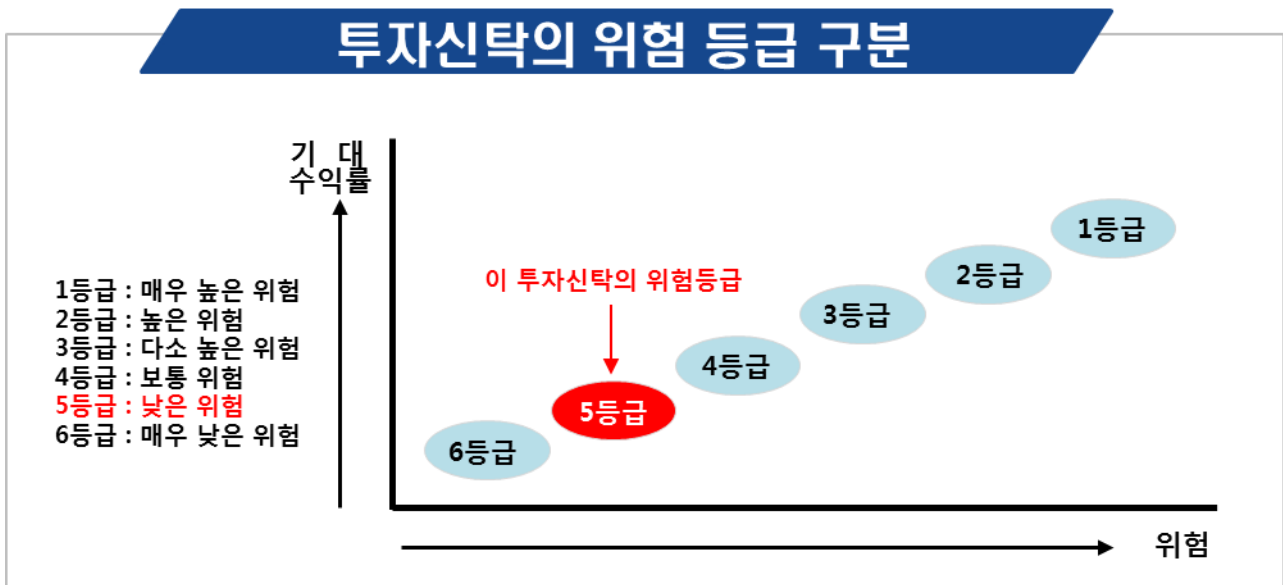 투자신탁의 위험 등급 구분
기 대
수익률
1등급 : 매우 높은 위험
2등급 : 높은 위험
3등급 : 다소 높은 위험
4등급 : 보통 위험
5등급 : 낮은 위험
6등급 : 매우 낮은 위험
이 투자신탁의 위험등급
1등급
2등급
3등급
4등급
5등급
6등급
위험